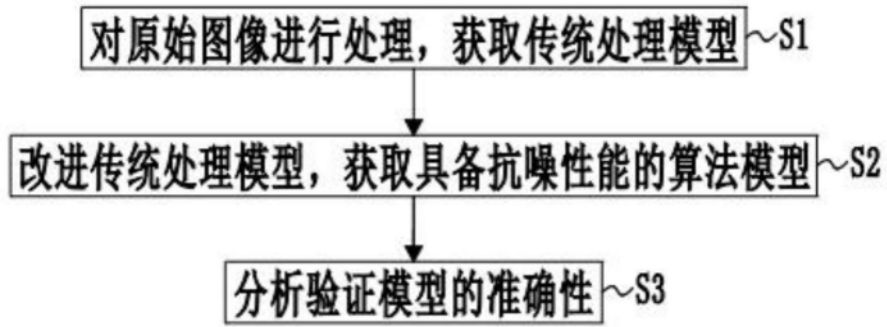 对原始图像进行处理，获取传统处理模型 S1
改进传统处理模型，获取具备抗噪性能的算法模型 S2
分析验证模型的准确性 S3